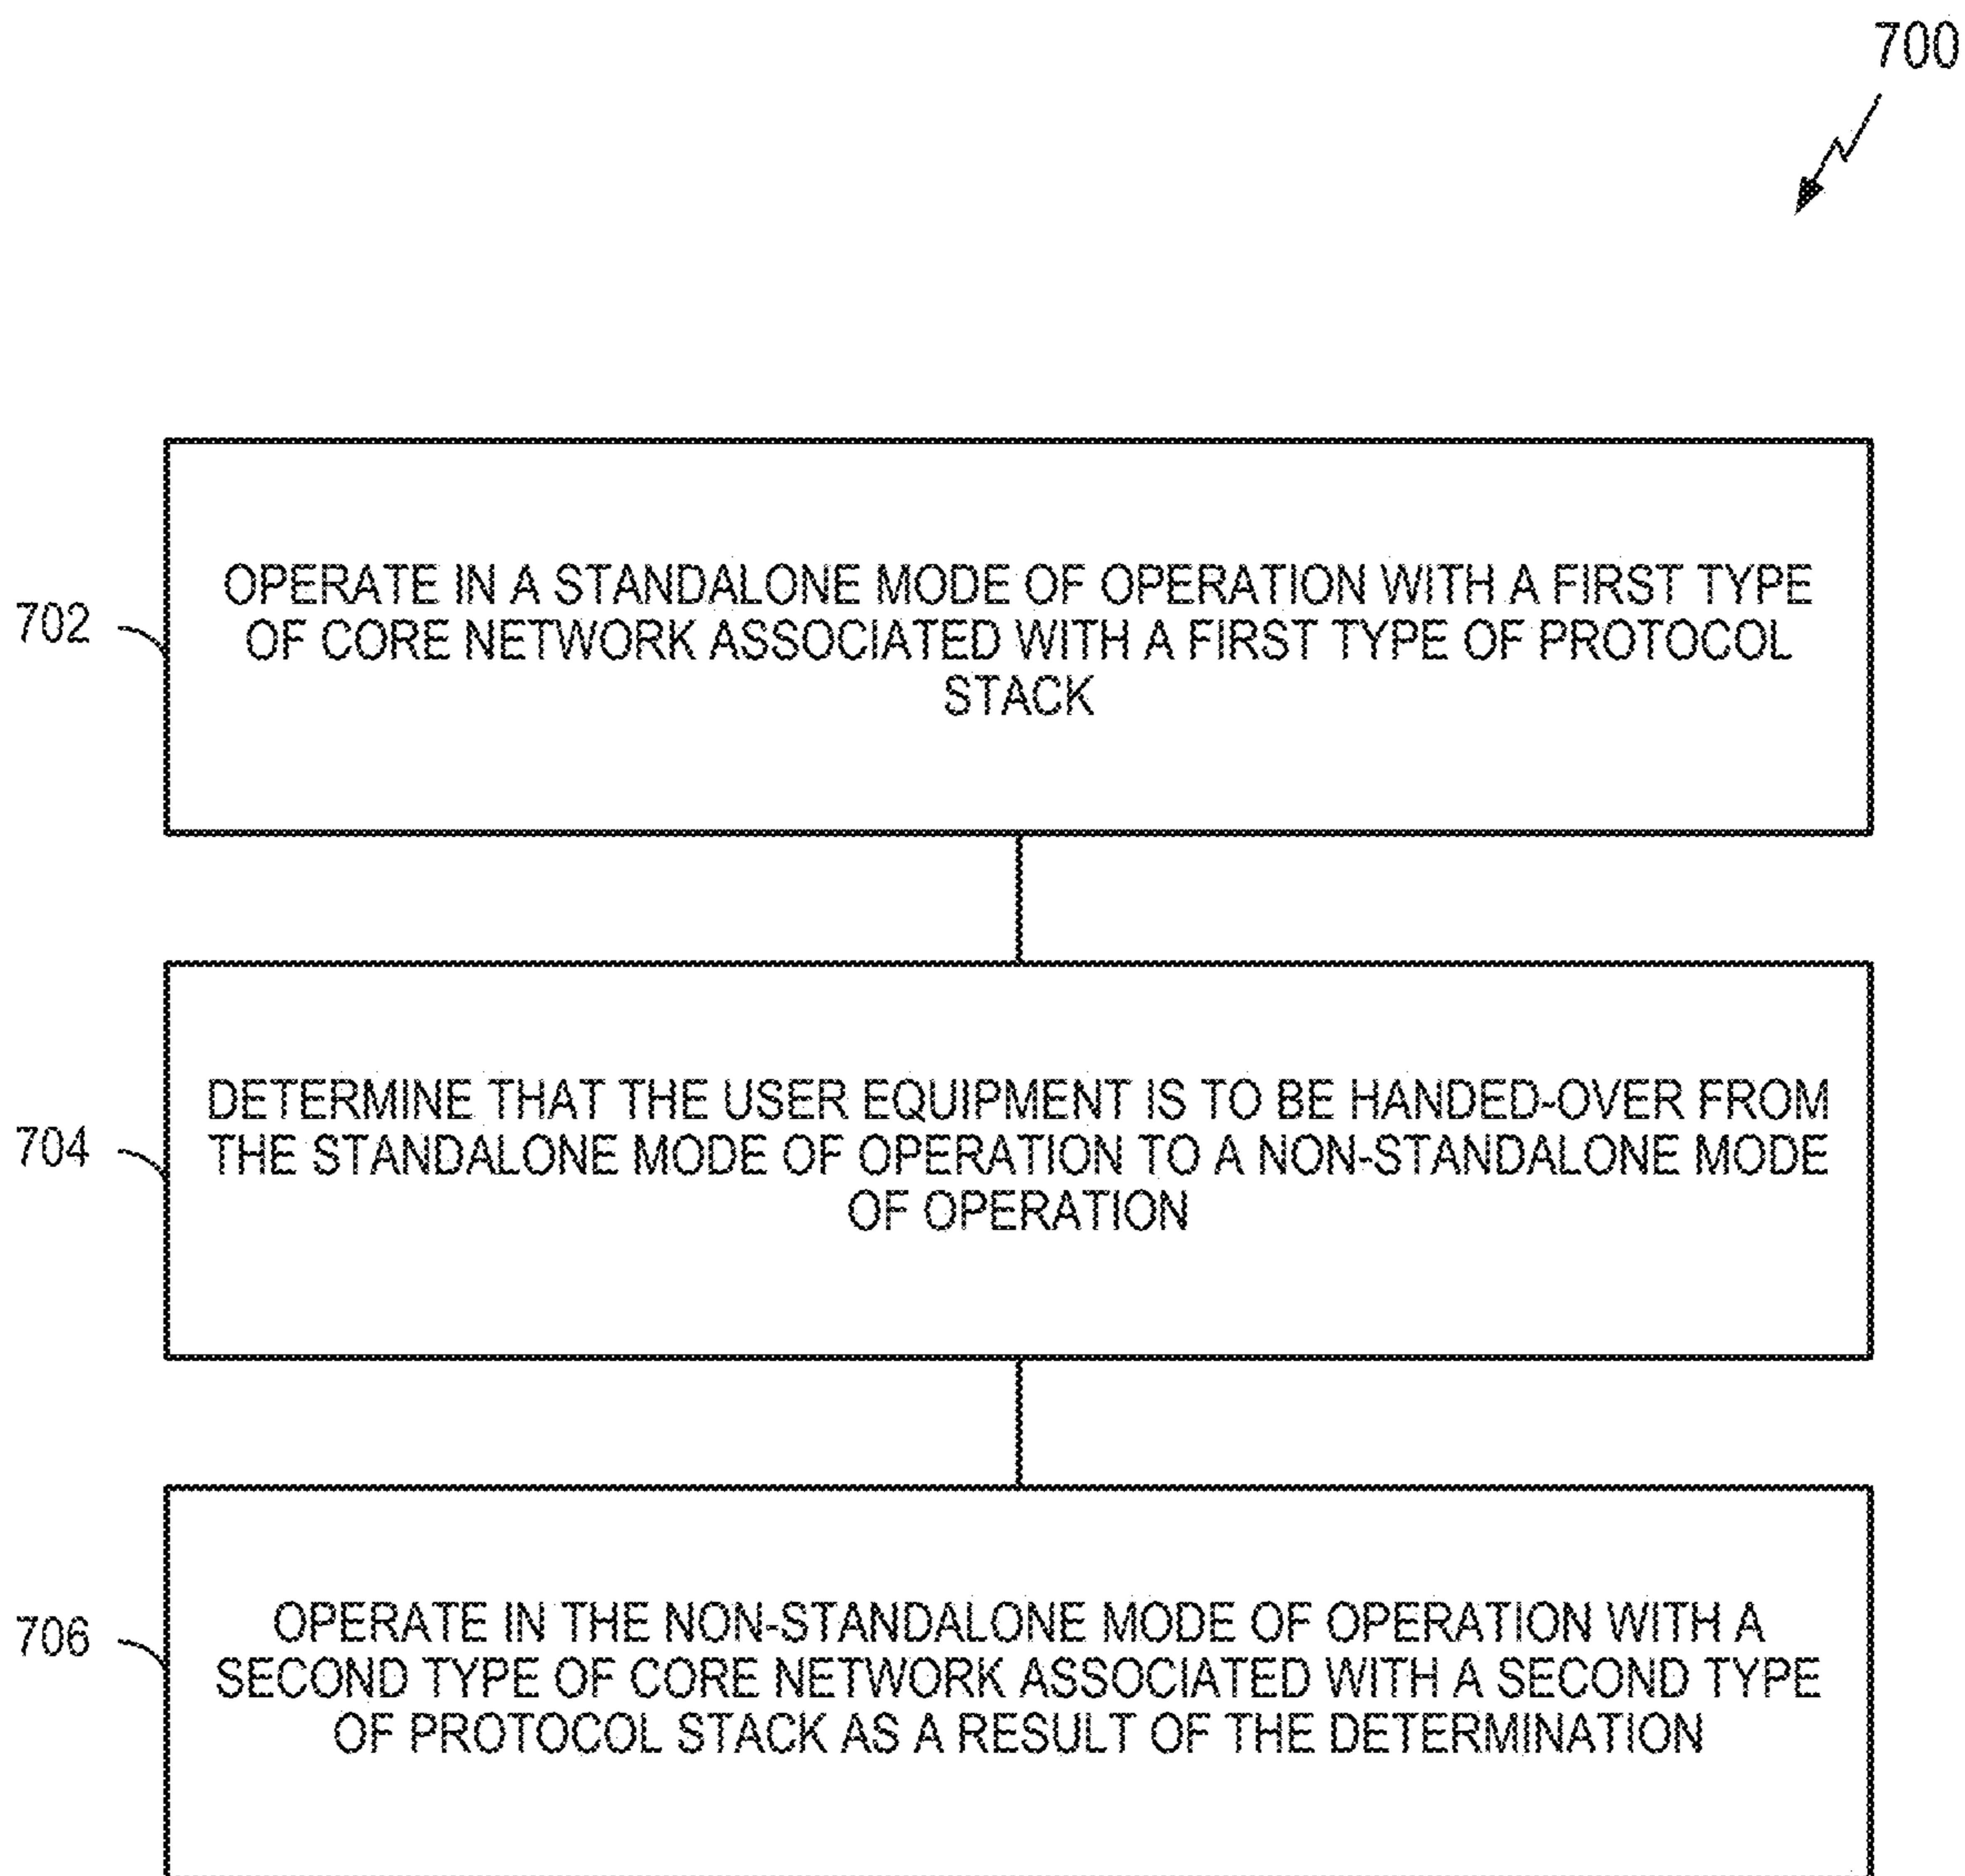 700
702
OPERATE IN A STANDALONE MODE OF OPERATION WITH A FIRST TYPE
OF CORE NETWORK ASSOCIATED WITH A FIRST TYPE OF PROTOCOL
STACK
704
DETERMINE THAT THE USER EQUIPMENT IS TO BE HANDED-OVER FROM
THE STANDALONE MODE OF OPERATION TO A NON-STANDALONE MODE
OF OPERATION
706
OPERATE IN THE NON-STANDALONE MODE OF OPERATION WITH A
SECOND TYPE OF CORE NETWORK ASSOCIATED WITH A SECOND TYPE
OF PROTOCOL STACK AS A RESULT OF THE DETERMINATION